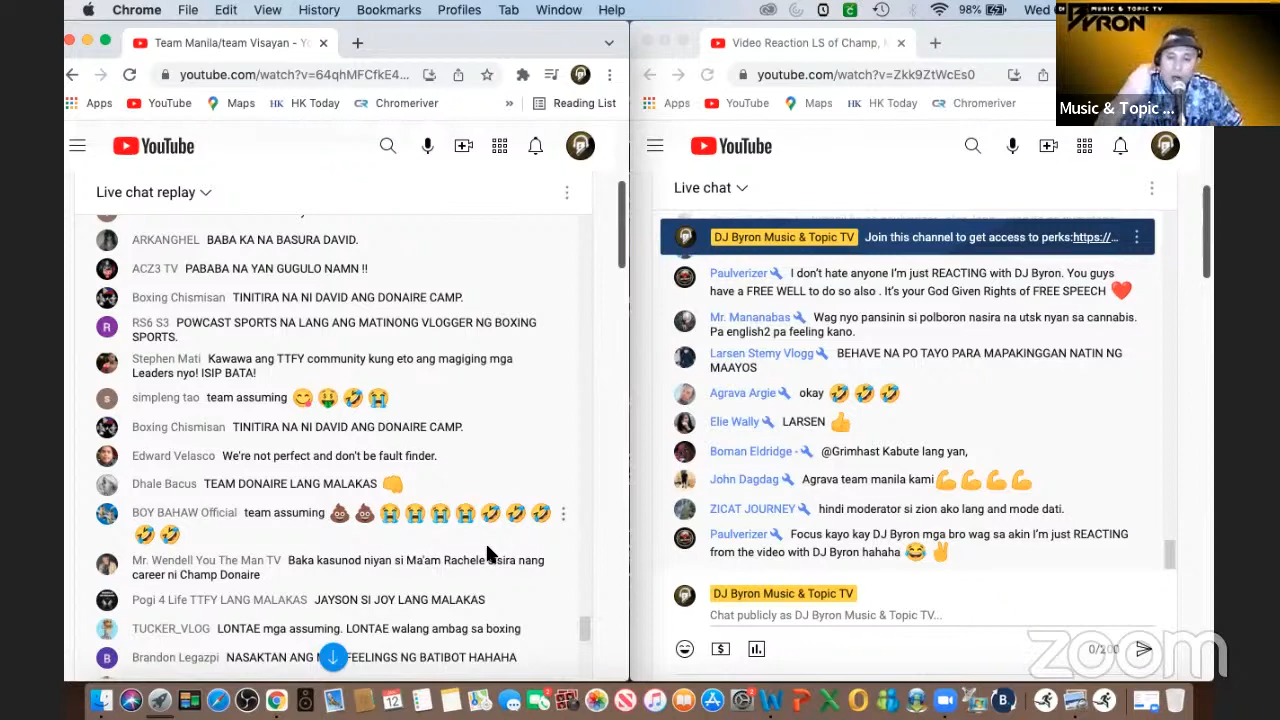 Chrome File Edit View History Bookmarks Profiles Tab Window Help
98% Wed
MUSIC & TOPIC TV
BYRON
Music & Topic ...
Team Manila/team Visayan - Yo
youtube.com/watch?v=64qhMFCfkE4...
Apps YouTube Maps HK Today Chromeriver » Reading List
YouTube
Live chat replay
ARKANGHEL BABA KA NA BASURA DAVID.
ACZ3 TV PABABA NA YAN GUGULO NAMN !!
Boxing Chismisan TINITIRA NA NI DAVID ANG DONAIRE CAMP.
R
RS6 S3 POWCAST SPORTS NA LANG ANG MATINONG VLOGGER NG BOXING
SPORTS.
Stephen Mati Kawawa ang TTFY community kung eto ang magiging mga
Leaders nyo! ISIP BATA!
s
simpleng tao team assuming 😋🤑🤣😭
Boxing Chismisan TINITIRA NA NI DAVID ANG DONAIRE CAMP.
Edward Velasco We're not perfect and don't be fault finder.
Dhale Bacus TEAM DONAIRE LANG MALAKAS 👊
BOY BAHAW Official team assuming 💩💩😭😭😭😭🤣🤣🤣
🤣🤣
Mr. Wendell You The Man TV Baka kasunod niyan si Ma'am Rachele sisira nang
career ni Champ Donaire
Pogi 4 Life TTFY LANG MALAKAS JAYSON SI JOY LANG MALAKAS
TUCKER_VLOG LONTAE mga assuming. LONTAE walang ambag sa boxing
B
Brandon Legazpi NASAKTAN ANG FEELINGS NG BATIBOT HAHAHA
Video Reaction LS of Champ,
youtube.com/watch?v=Zkk9ZtWcEs0
Apps YouTube Maps HK Today Chromeriver
YouTube
Live chat
DJ Byron Music & Topic TV Join this channel to get access to perks:https://...
Paulverizer I don't hate anyone I'm just REACTING with DJ Byron. You guys
have a FREE WELL to do so also . It's your God Given Rights of FREE SPEECH ❤️
Mr. Mananabas Wag nyo pansinin si polboron nasira na utsk nyan sa cannabis.
Pa english2 pa feeling kano.
Larsen Stemy Vlogg BEHAVE NA PO TAYO PARA MAPAKINGGAN NATIN NG
MAAYOS
Agrava Argie okay 🤣🤣🤣
Elie Wally LARSEN 👍
Boman Eldridge - @Grimhast Kabute lang yan,
John Dagdag Agrava team manila kami💪💪💪💪
ZICAT JOURNEY hindi moderator si zion ako lang and mode dati.
Paulverizer Focus kayo kay DJ Byron mga bro wag sa akin I'm just REACTING
from the video with DJ Byron hahaha 😂✌
DJ Byron Music & Topic TV
Chat publicly as DJ Byron Music & Topic TV...
0/200
zoom